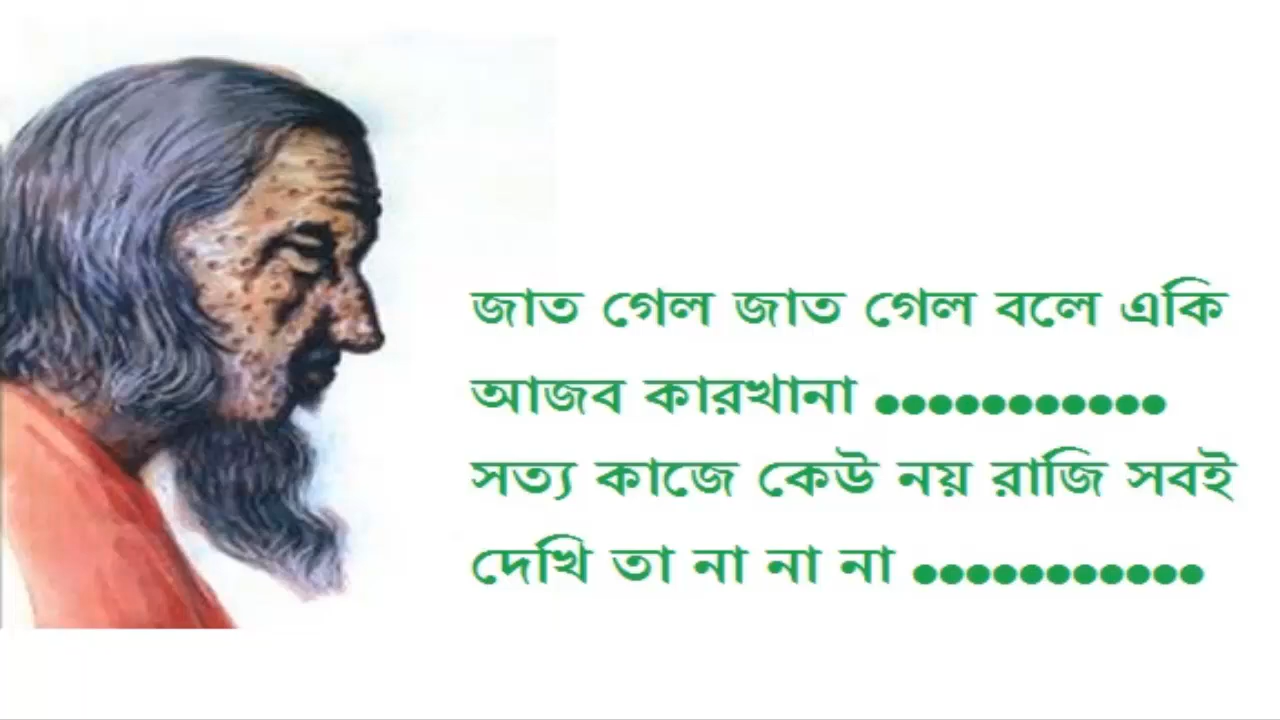 জাত গেল জাত গেল বলে একি
আজব কারখানা ●●●●●●●●●●●
সত্য কাজে কেউ নয় রাজি সবই
দেখি তা না না না ●●●●●●●●●●●